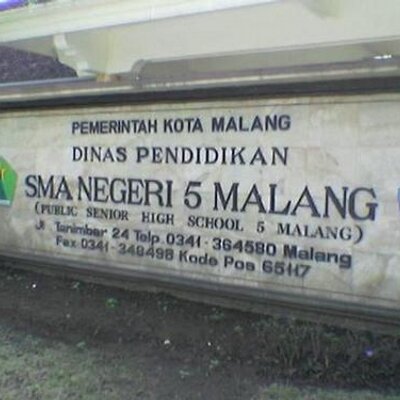 PEMERINTAH KOTA MALANG
DINAS PENDIDIKAN
SMA NEGERI 5 MALANG
(PUBLIC SENIOR HIGH SCHOOL 5 MALANG)
Jl Tanimbar 24 Telp. 0341-364580 Malang
Fax 0341-348498 Kode Pos 65117